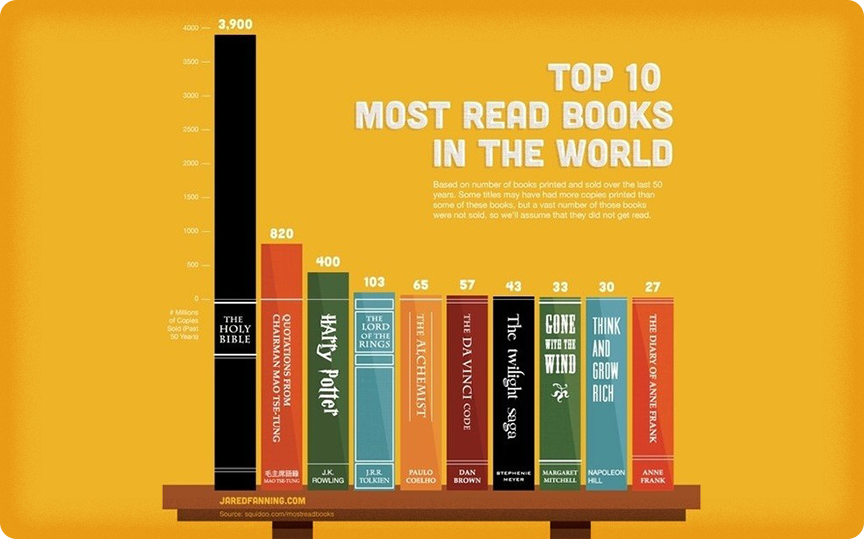 TOP 10
MOST READ BOOKS
IN THE WORLD
Based on number of books printed and sold over the last 50
years. Some titles may have had more copies printed than
some of these books, but a vast number of those books
were not sold, so we'll assume that they did not get read.
4000
3500
3000
2500
2000
1500
1000
500
0
# Millions
of Copies
Sold (Past
50 Years)
3,900
THE
HOLY
BIBLE
820
QUOTATIONS FROM
CHAIRMAN MAO TSE-TUNG
毛主席語錄
MAO TSE-TUNG
400
Harry Potter
J.K.
ROWLING
103
THE
LORD
OF THE
RINGS
J.R.R.
TOLKIEN
65
THE ALCHEMIST
PAULO
COELHO
57
THE DA VINCI CODE
DAN
BROWN
43
The twilight saga
STEPHENIE
MEYER
33
GONE
WITH THE
WIND
MARGARET
MITCHELL
30
THINK
AND
GROW
RICH
NAPOLEON
HILL
27
THE DIARY OF ANNE FRANK
ANNE
FRANK
JAREDFANNING.COM
Source: squidoo.com/mostreadbooks